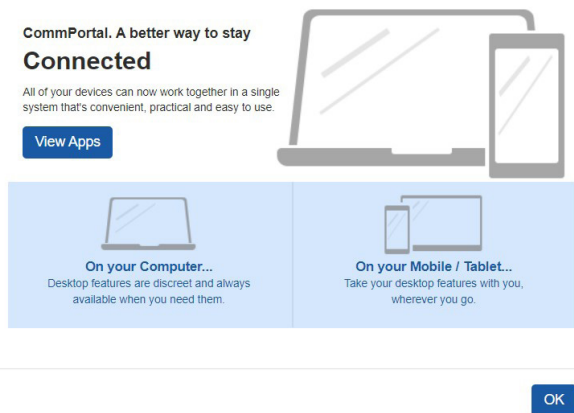 CommPortal. A better way to stay
Connected
All of your devices can now work together in a single
system that's convenient, practical and easy to use.
View Apps
On your Computer...
Desktop features are discreet and always
available when you need them.
On your Mobile / Tablet...
Take your desktop features with you,
wherever you go.
OK